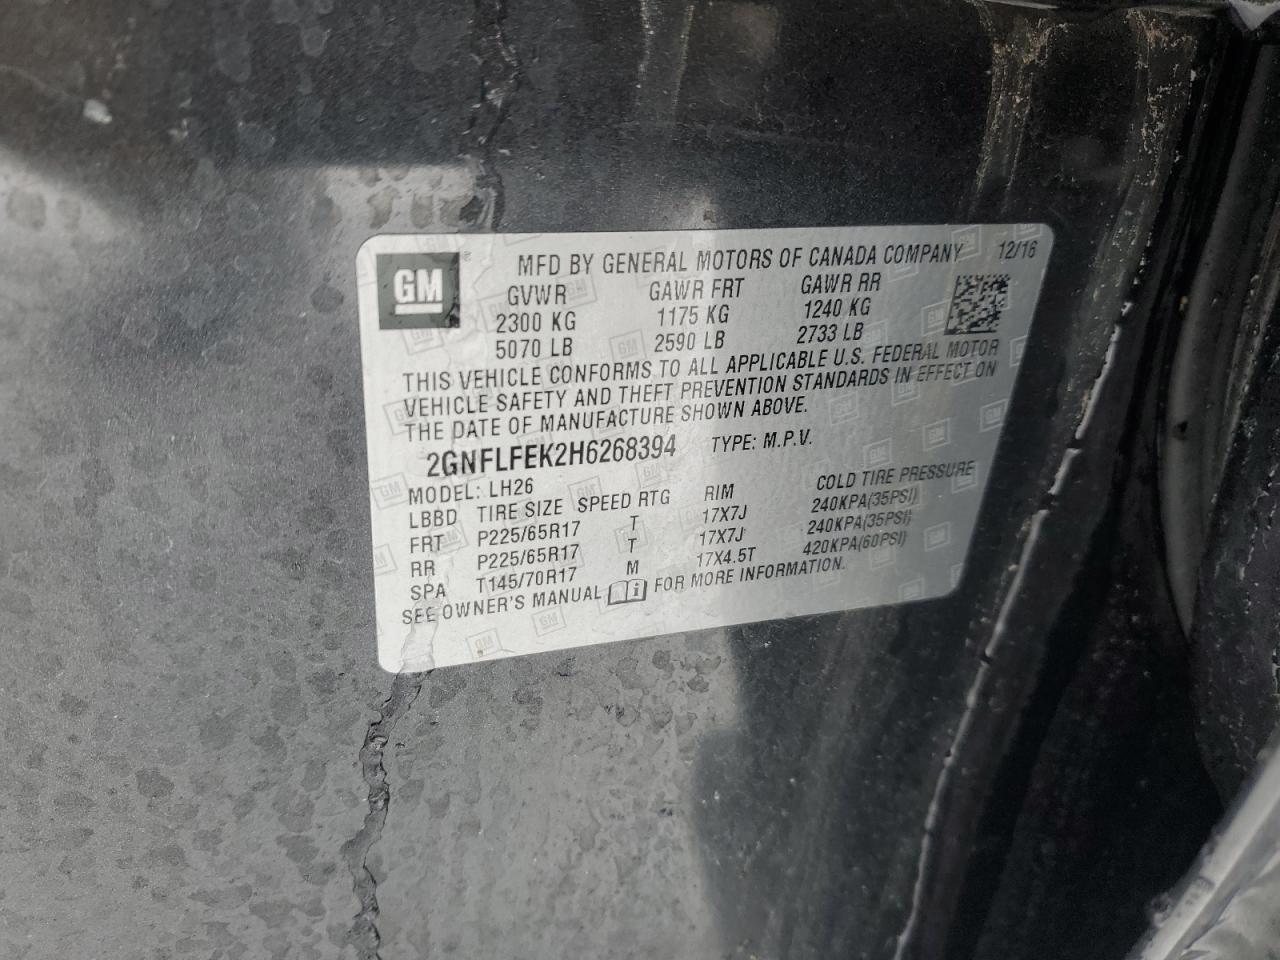 GM
MFD BY GENERAL MOTORS OF CANADA COMPANY 12/16
GVWR GAWR FRT GAWR RR
2300 KG 1175 KG 1240 KG
5070 LB 2590 LB 2733 LB
THIS VEHICLE CONFORMS TO ALL APPLICABLE U.S. FEDERAL MOTOR
VEHICLE SAFETY AND THEFT PREVENTION STANDARDS IN EFFECT ON
THE DATE OF MANUFACTURE SHOWN ABOVE.
2GNFLFEK2H6268394 TYPE: M.P.V.
MODEL: LH26
LBBD TIRE SIZE SPEED RTG RIM COLD TIRE PRESSURE
FRT P225/65R17 T 17X7J 240KPA(35PSI)
RR P225/65R17 T 17X7J 240KPA(35PSI)
SPA T145/70R17 M 17X4.5T 420KPA(60PSI)
SEE OWNER'S MANUAL FOR MORE INFORMATION.